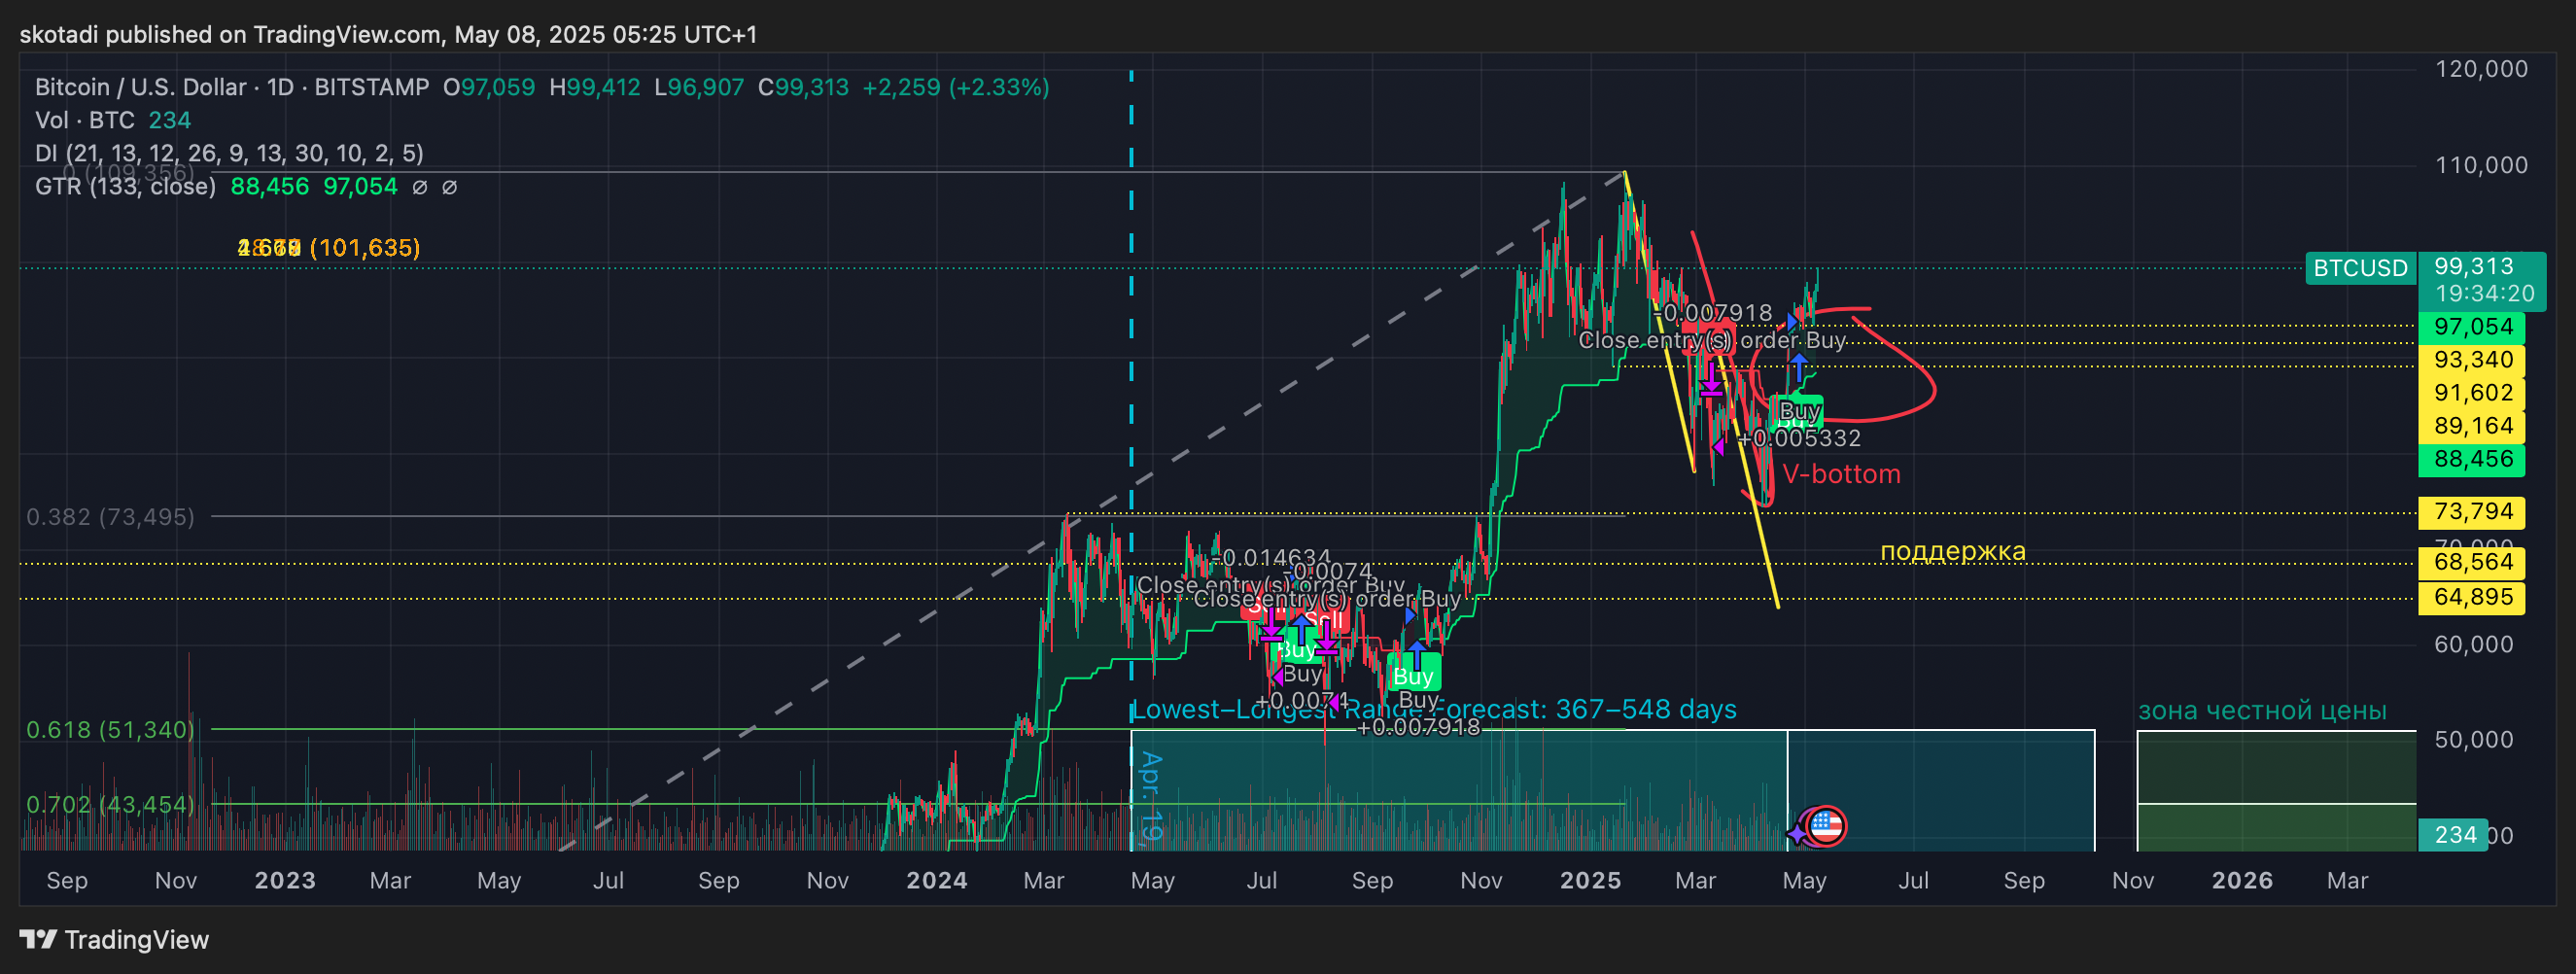 skotadi published on TradingView.com, May 08, 2025 05:25 UTC+1
Bitcoin / U.S. Dollar · 1D · BITSTAMP O97,059 H99,412 L96,907 C99,313 +2,259 (+2.33%)
Vol · BTC 234
DI (21, 13, 12, 26, 9, 13, 30, 10, 2, 5)
0 (109,356)
GTR (133, close) 88,456 97,054 ∅ ∅
(101,635)
120,000
110,000
BTCUSD 99,313
19:34:20
97,054
93,340
91,602
89,164
88,456
73,794
70,000
68,564
64,895
60,000
50,000
234
-0.007918
Close entry(s) order Buy
Buy
+0.005332
V-bottom
0.382 (73,495)
поддержка
-0.014634
-0.0074
Close entry(s) order Buy
Close entry(s) order Buy
Sell
Buy
Buy
+0.0074
Buy
Buy
+0.007918
Lowest–Longest Range Forecast: 367–548 days
зона честной цены
0.618 (51,340)
0.702 (43,454)
Apr. 19,
Sep Nov 2023 Mar May Jul Sep Nov 2024 Mar May Jul Sep Nov 2025 Mar May Jul Sep Nov 2026 Mar
TradingView